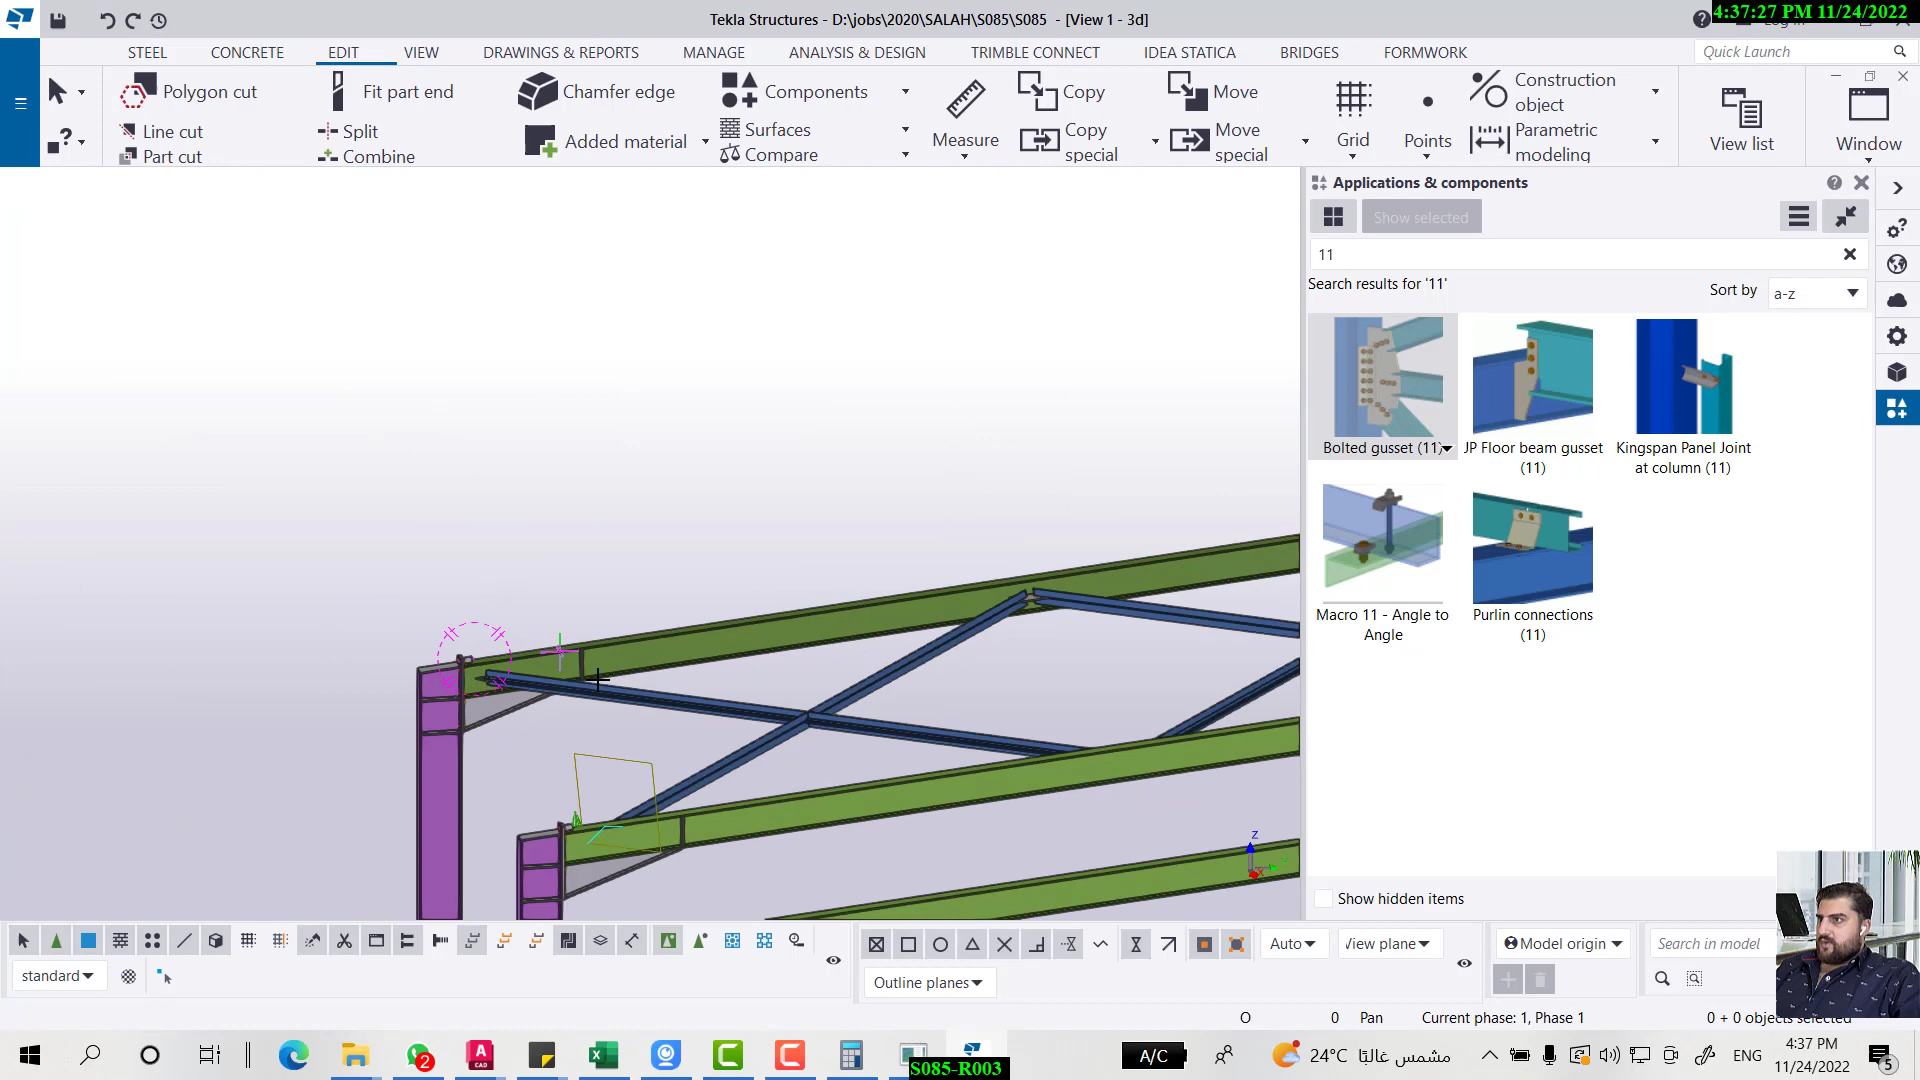 Tekla Structures - D:\jobs\2020\SALAH\S085\S085 - [View 1 - 3d]
4:37:27 PM 11/24/2022
STEEL CONCRETE EDIT VIEW DRAWINGS & REPORTS MANAGE ANALYSIS & DESIGN TRIMBLE CONNECT IDEA STATICA BRIDGES FORMWORK
Quick Launch
Polygon cut
Line cut
Part cut
Fit part end
Split
Combine
Chamfer edge
Added material
Components
Surfaces
Compare
Measure
Copy
Copy special
Move
Move special
Grid
Points
Construction object
Parametric modeling
View list
Window
Applications & components
Show selected
11
Search results for '11'
Sort by
a-z
Bolted gusset (11)
JP Floor beam gusset (11)
Kingspan Panel Joint at column (11)
Macro 11 - Angle to Angle
Purlin connections (11)
z
Show hidden items
standard
Auto
View plane
Outline planes
Model origin
Search in model
O 0 Pan Current phase: 1, Phase 1 0 + 0 objects selected
2
A CAD
S085-R003
A/C
24°C مشمس غالبًا
ENG
4:37 PM
11/24/2022
5